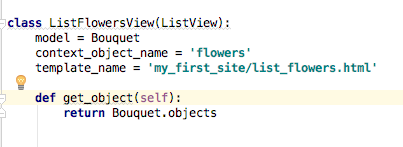 class ListFlowersView(ListView):
    model = Bouquet
    context_object_name = 'flowers'
    template_name = 'my_first_site/list_flowers.html'
    def get_object(self):
        return Bouquet.objects